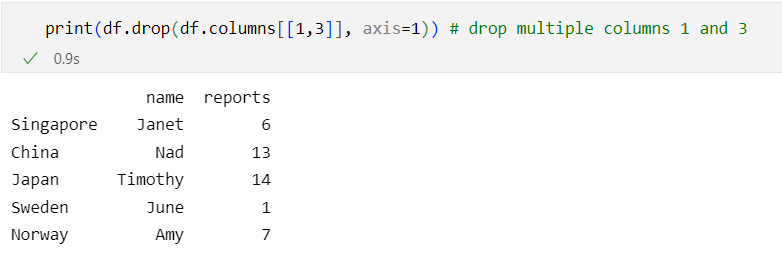 print(df.drop(df.columns[[1,3]], axis=1)) # drop multiple columns 1 and 3
0.9s
name reports
Singapore Janet 6
China Nad 13
Japan Timothy 14
Sweden June 1
Norway Amy 7